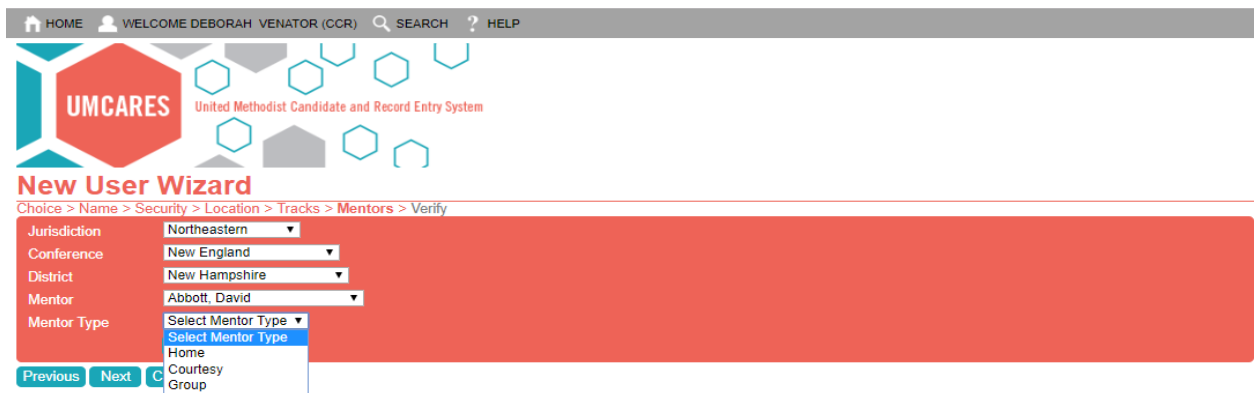 HOME WELCOME DEBORAH VENATOR (CCR) SEARCH ? HELP
UMCARES United Methodist Candidate and Record Entry System
New User Wizard
Choice > Name > Security > Location > Tracks > Mentors > Verify
Jurisdiction Northeastern
Conference New England
District New Hampshire
Mentor Abbott, David
Mentor Type Select Mentor Type
Select Mentor Type
Home
Courtesy
Previous Next C
Group